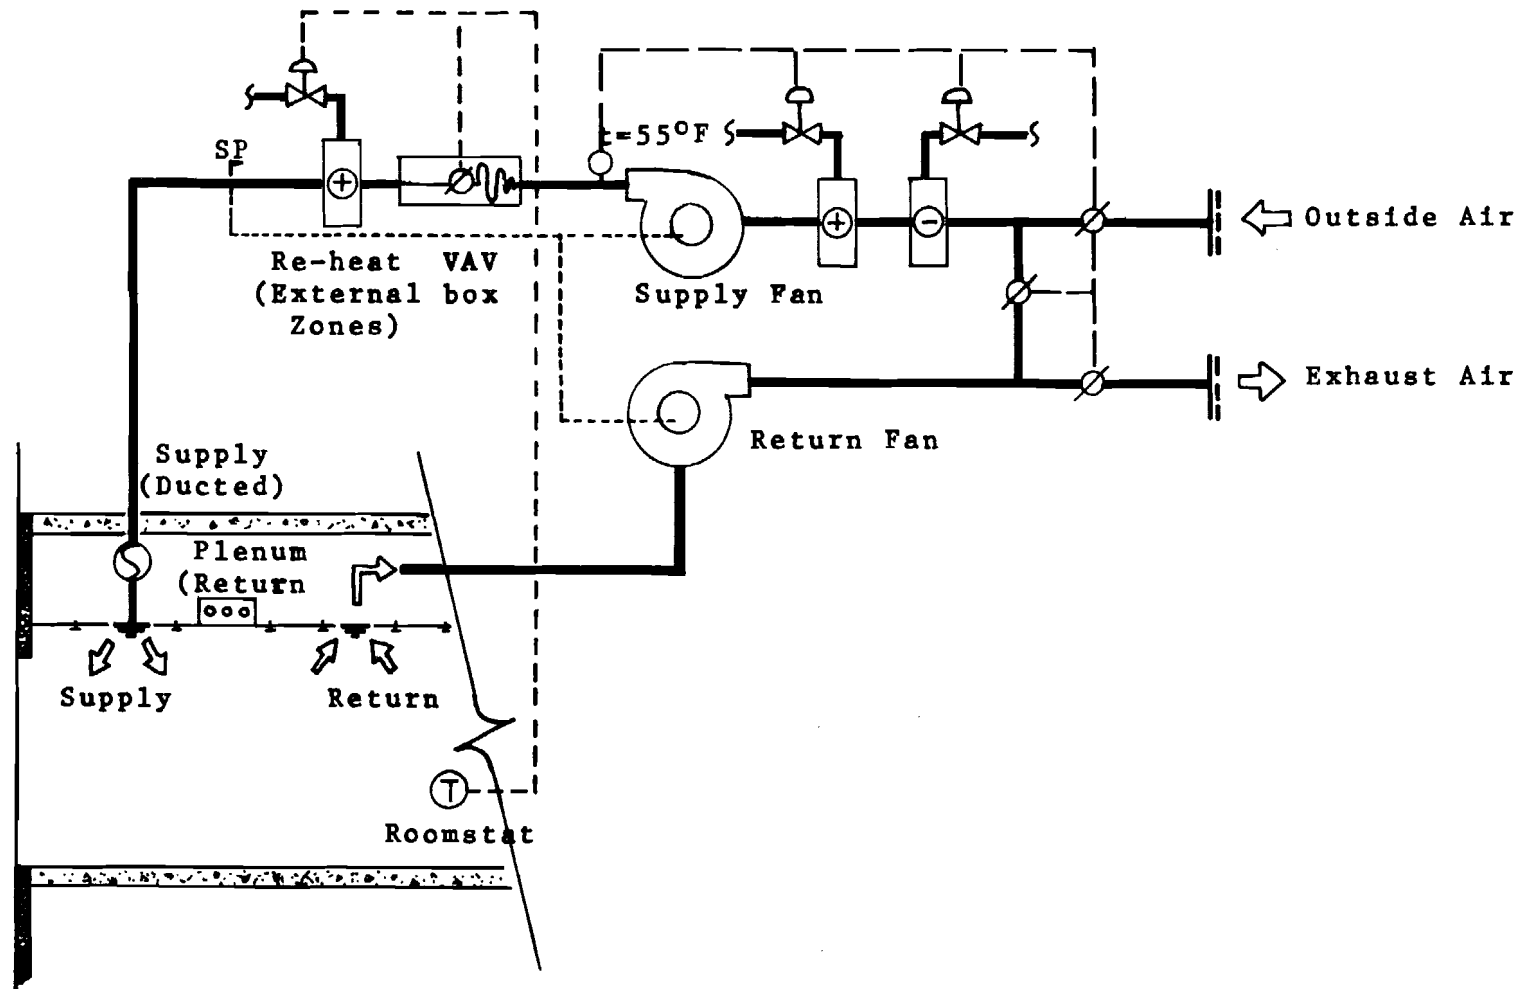 SP
t=55°F
Outside Air
Re-heat VAV
(External box
Zones)
Supply Fan
Exhaust Air
Return Fan
Supply
(Ducted)
Plenum
(Return
Supply
Return
T
Roomstat